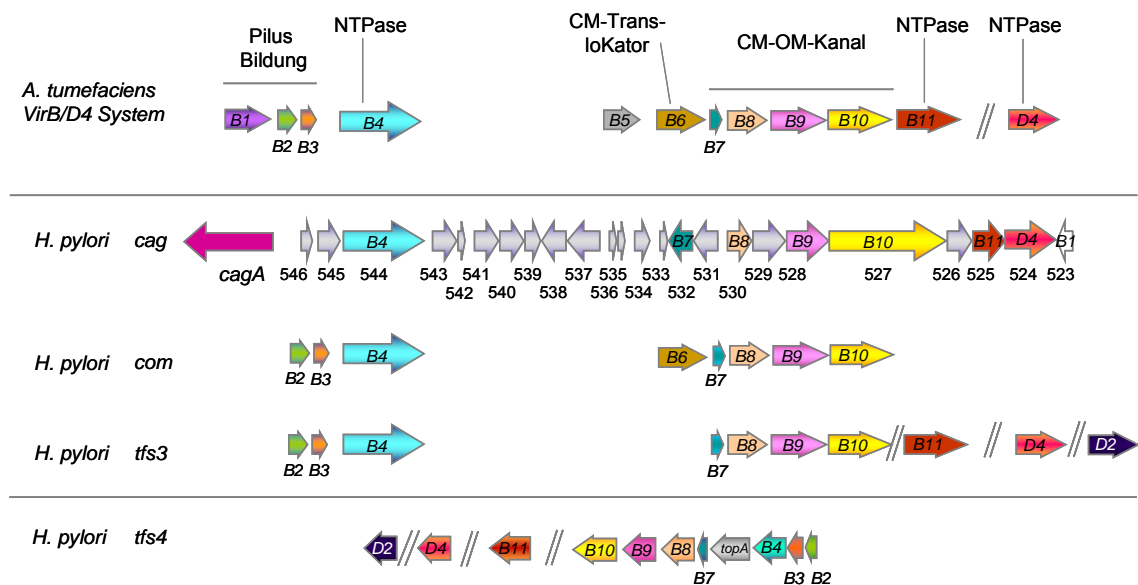 Pilus
Bildung
NTPase
CM-Trans-
loKator
CM-OM-Kanal
NTPase
NTPase
A. tumefaciens
VirB/D4 System
B1
B2
B3
B4
B5
B6
B7
B8
B9
B10
B11
//
D4
H. pylori cag
cagA
B4
B7
B8
B9
B10
B11
D4
B1
546
545
544
543
542
541
540
539
538
537
536
535
534
533
532
531
530
529
528
527
526
525
524
523
H. pylori com
B2
B3
B4
B6
B7
B8
B9
B10
H. pylori tfs3
B2
B3
B4
B7
B8
B9
B10
//
B11
//
D4
//
D2
H. pylori tfs4
D2
//
D4
//
B11
//
B10
B9
B8
B7
topA
B4
B3
B2